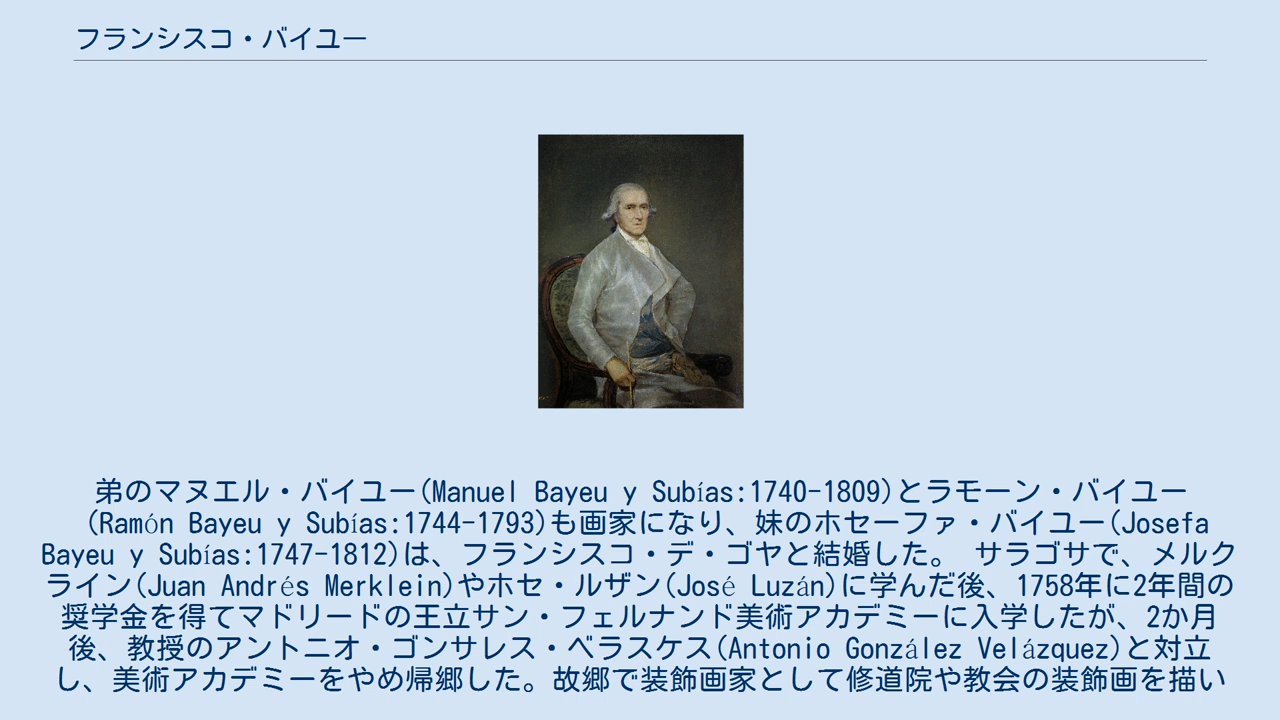 フランシスコ・バイユー
弟のマヌエル・バイユー(Manuel Bayeu y Subías:1740-1809)とラモーン・バイユー
(Ramón Bayeu y Subías:1744-1793)も画家になり、妹のホセーファ・バイユー(Josefa
Bayeu y Subías:1747-1812)は、フランシスコ・デ・ゴヤと結婚した。 サラゴサで、メルク
ライン(Juan Andrés Merklein)やホセ・ルザン(José Luzán)に学んだ後、1758年に2年間の
奨学金を得てマドリードの王立サン・フェルナンド美術アカデミーに入学したが、2か月
後、教授のアントニオ・ゴンサレス・ベラスケス(Antonio González Velázquez)と対立
し、美術アカデミーをやめ帰郷した。故郷で装飾画家として修道院や教会の装飾画を描い